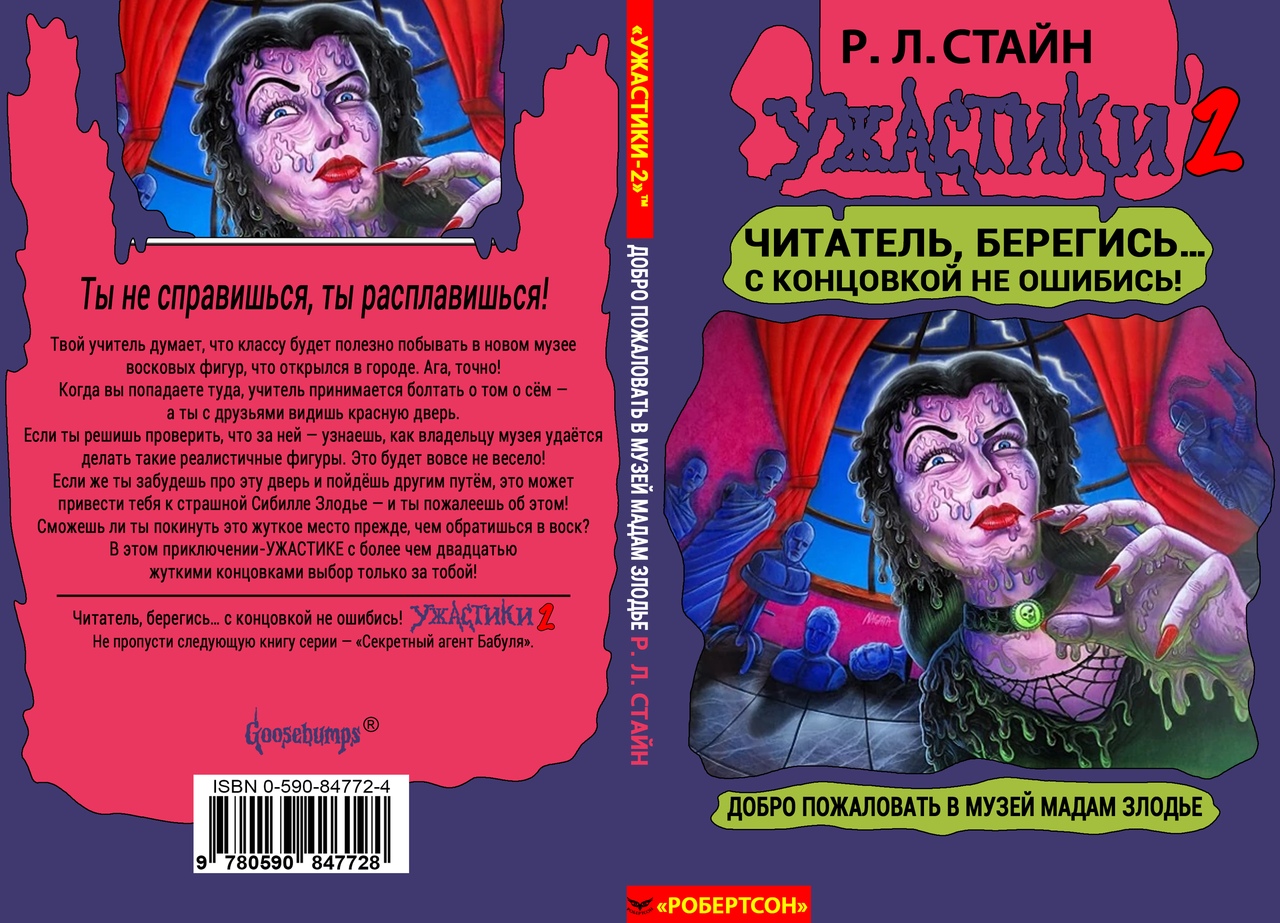 Ты не справишься, ты расплавишься!
Твой учитель думает, что классу будет полезно побывать в новом музее
восковых фигур, что открылся в городе. Ага, точно!
Когда вы попадаете туда, учитель принимается болтать о том о сём —
а ты с друзьями видишь красную дверь.
Если ты решишь проверить, что за ней — узнаешь, как владельцу музея удаётся
делать такие реалистичные фигуры. Это будет вовсе не весело!
Если же ты забудешь про эту дверь и пойдёшь другим путём, это может
привести тебя к страшной Сибилле Злодье — и ты пожалеешь об этом!
Сможешь ли ты покинуть это жуткое место прежде, чем обратишься в воск?
В этом приключении-УЖАСТИКЕ с более чем двадцатью
жуткими концовками выбор только за тобой!
Читатель, берегись... с концовкой не ошибись! УЖАСТИКИ 2
Не пропусти следующую книгу серии — «Секретный агент Бабуля».
Goosebumps®
ISBN 0-590-84772-4
9 780590 847728
«УЖАСТИКИ-2»™
ДОБРО ПОЖАЛОВАТЬ В МУЗЕЙ МАДАМ ЗЛОДЬЕ Р. Л. СТАЙН
«РОБЕРТСОН»
Р. Л. СТАЙН
УЖАСТИКИ 2
ЧИТАТЕЛЬ, БЕРЕГИСЬ...
С КОНЦОВКОЙ НЕ ОШИБИСЬ!
ДОБРО ПОЖАЛОВАТЬ В МУЗЕЙ МАДАМ ЗЛОДЬЕ